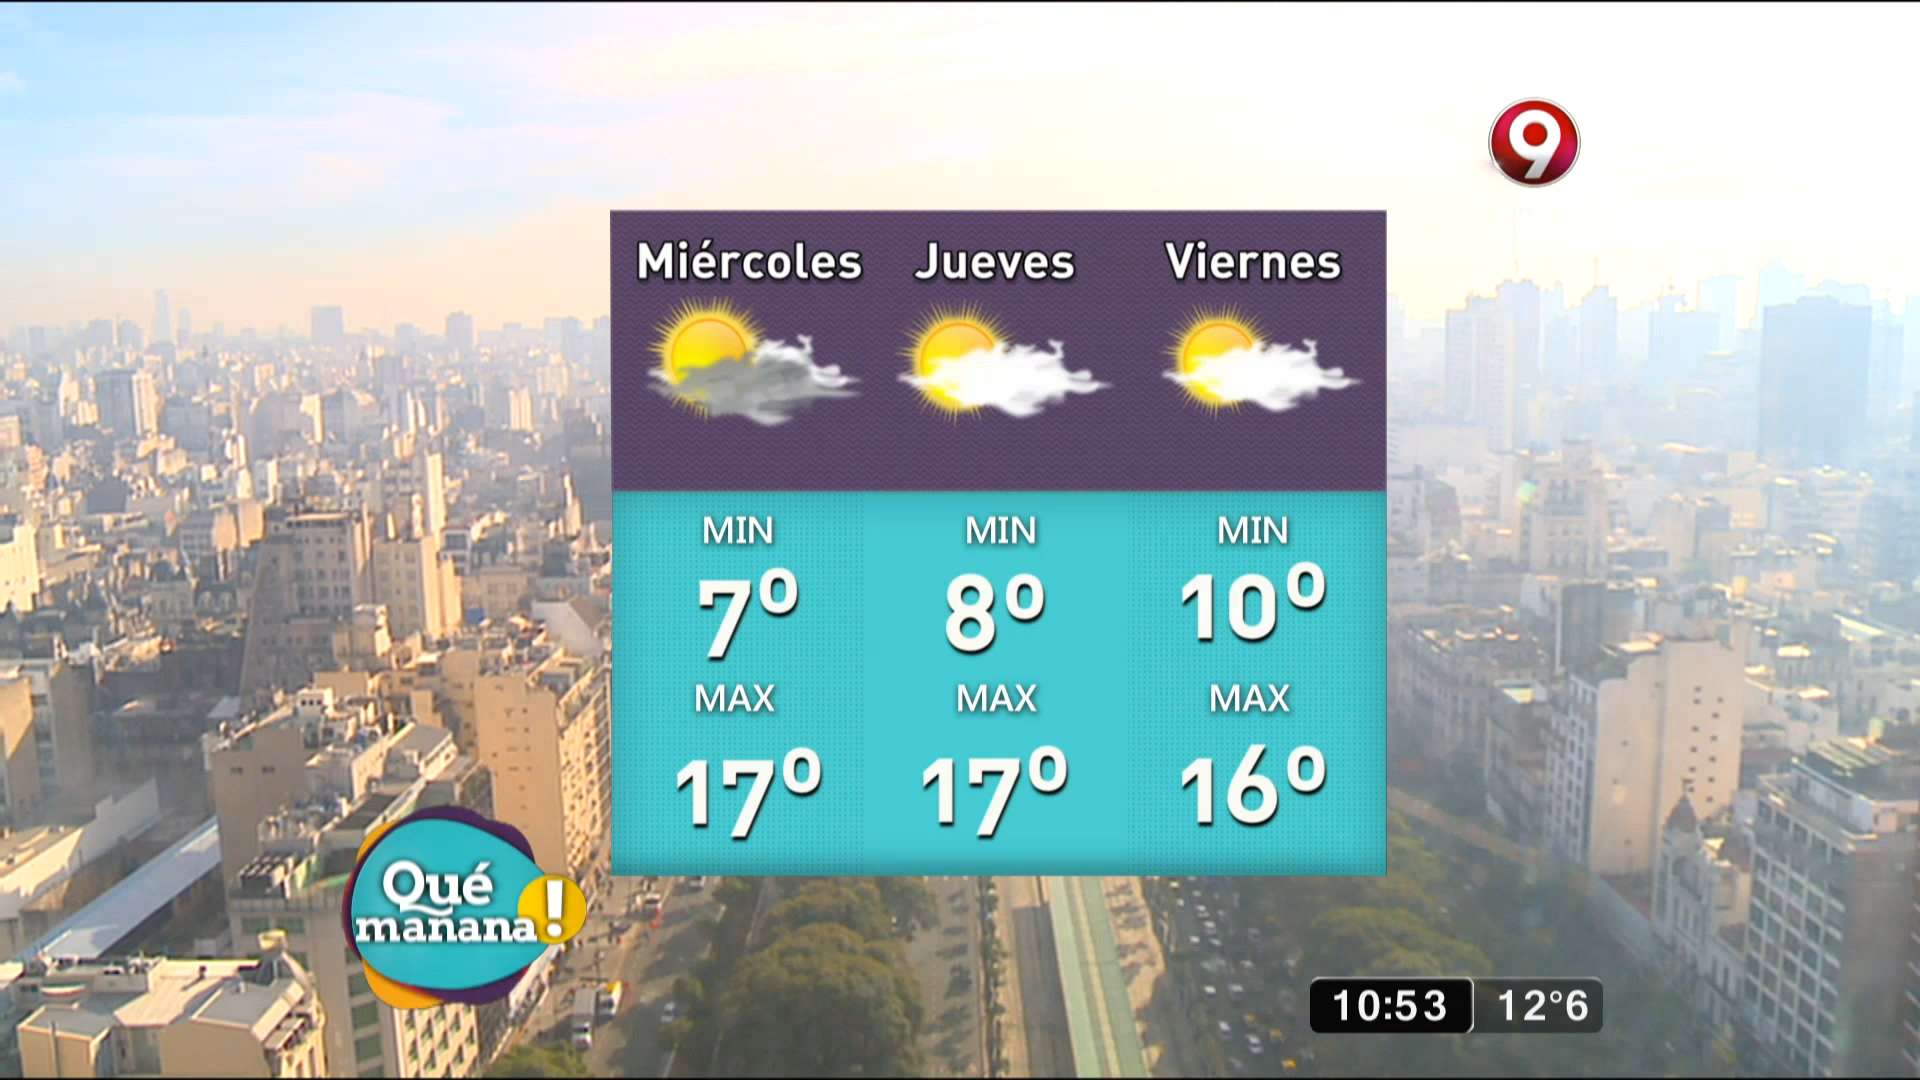 9
Miércoles Jueves Viernes
MIN MIN MIN
7º 8º 10º
MAX MAX MAX
17º 17º 16º
Qué
mañana!
10:53 12°6